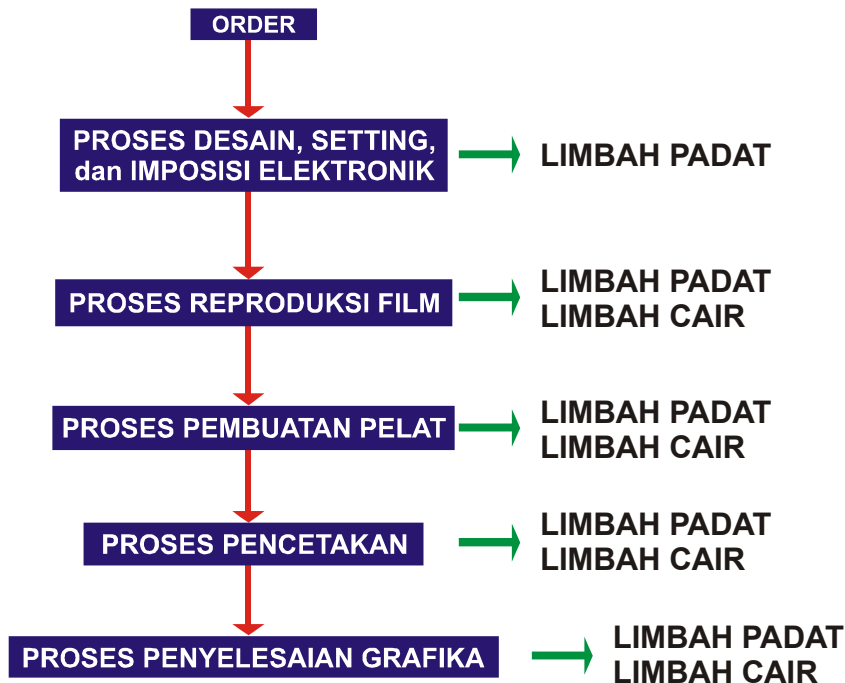 ORDER
PROSES DESAIN, SETTING,
dan IMPOSISI ELEKTRONIK
LIMBAH PADAT
PROSES REPRODUKSI FILM
LIMBAH PADAT
LIMBAH CAIR
PROSES PEMBUATAN PELAT
LIMBAH PADAT
LIMBAH CAIR
PROSES PENCETAKAN
LIMBAH PADAT
LIMBAH CAIR
PROSES PENYELESAIAN GRAFIKA
LIMBAH PADAT
LIMBAH CAIR